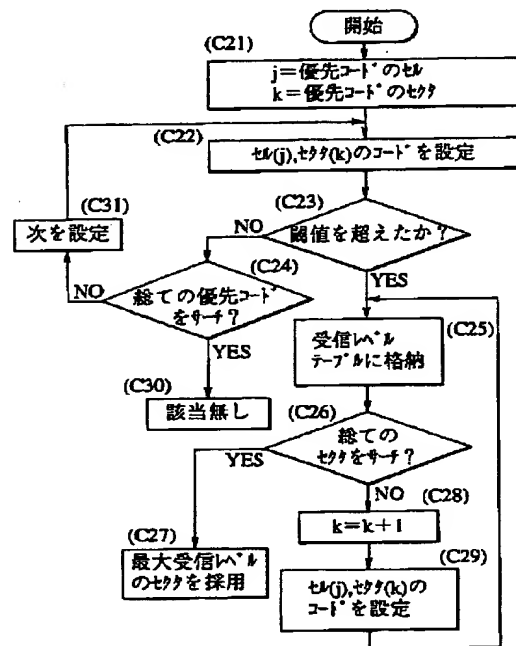 開始
(C21)
j=優先ｺｰﾄﾞのｾﾙ
k=優先ｺｰﾄﾞのｾｸﾀ
(C22)
ｾﾙ(j),ｾｸﾀ(k)のｺｰﾄﾞを設定
(C31)
次を設定
(C23)
閾値を超えたか？
NO
YES
(C24)
総ての優先ｺｰﾄﾞ
をｻｰﾁ？
NO
YES
(C25)
受信ﾚﾍﾞﾙ
ﾃｰﾌﾞﾙに格納
(C30)
該当無し
(C26)
総ての
ｾｸﾀをｻｰﾁ？
YES
NO
(C28)
k=k+1
(C27)
最大受信ﾚﾍﾞﾙ
のｾｸﾀを採用
(C29)
ｾﾙ(j),ｾｸﾀ(k)の
ｺｰﾄﾞを設定